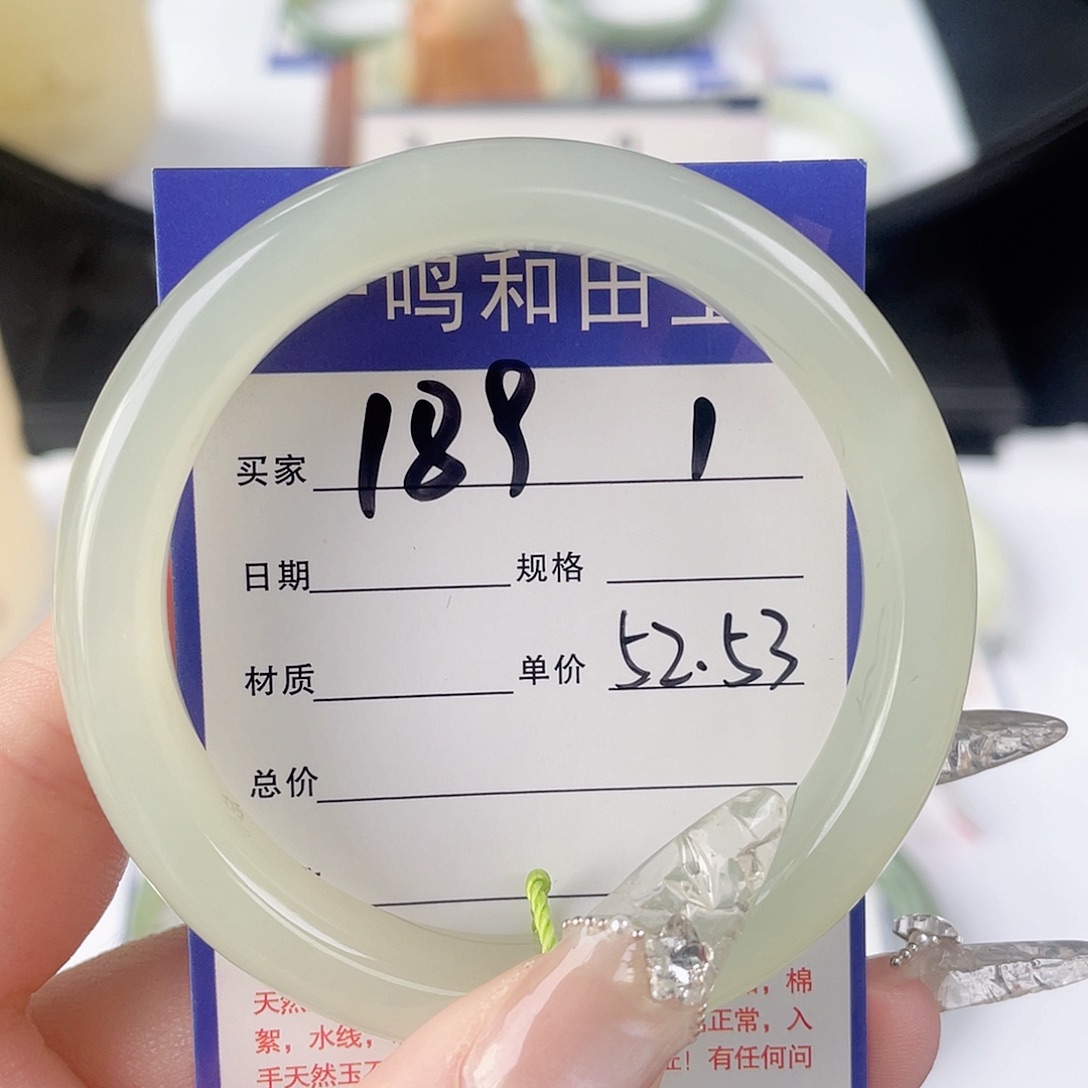 鸣和田玉
买家 189 1
日期 规格
材质 单价 52.53
总价
天然 棉
絮，水线， 正常，入
手天然玉 ！有任何问